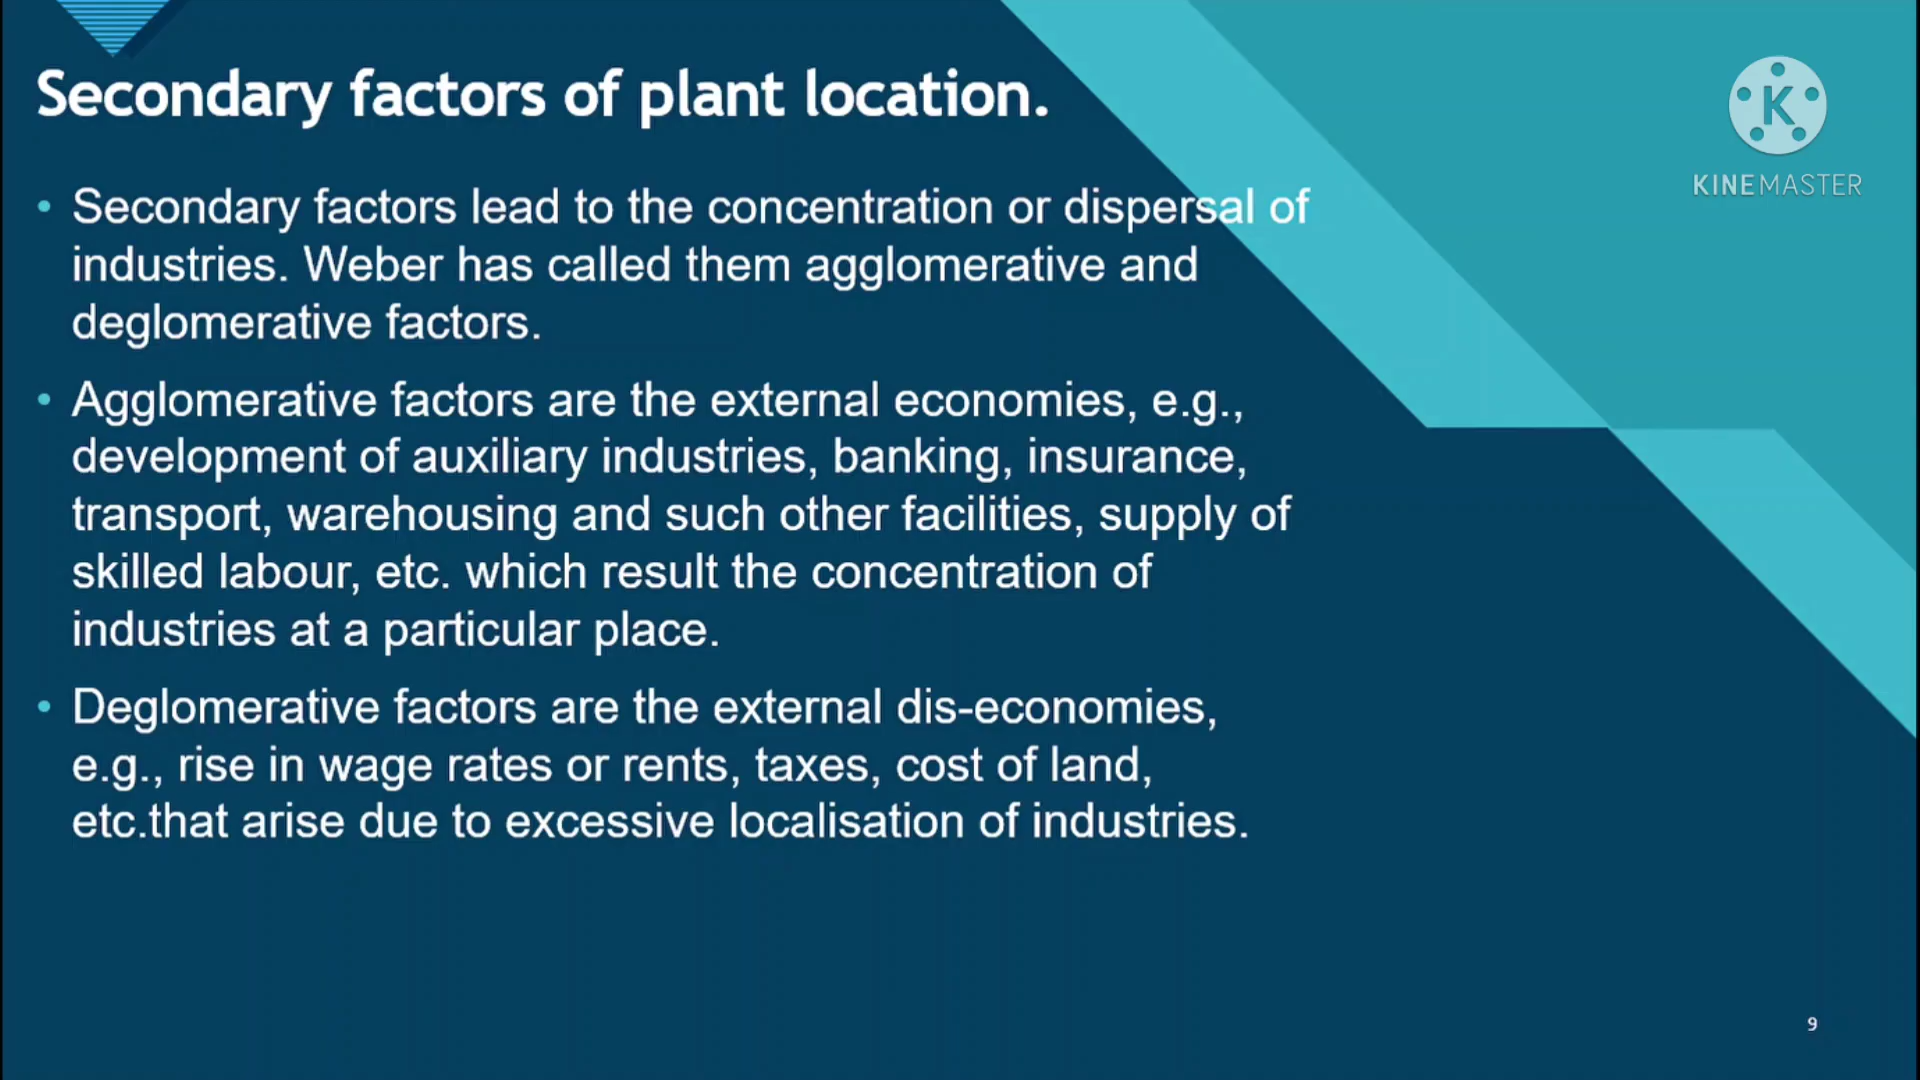 Secondary factors of plant location.
K
KINEMASTER
• Secondary factors lead to the concentration or dispersal of
industries. Weber has called them agglomerative and
deglomerative factors.
• Agglomerative factors are the external economies, e.g.,
development of auxiliary industries, banking, insurance,
transport, warehousing and such other facilities, supply of
skilled labour, etc. which result the concentration of
industries at a particular place.
• Deglomerative factors are the external dis-economies,
e.g., rise in wage rates or rents, taxes, cost of land,
etc.that arise due to excessive localisation of industries.
9